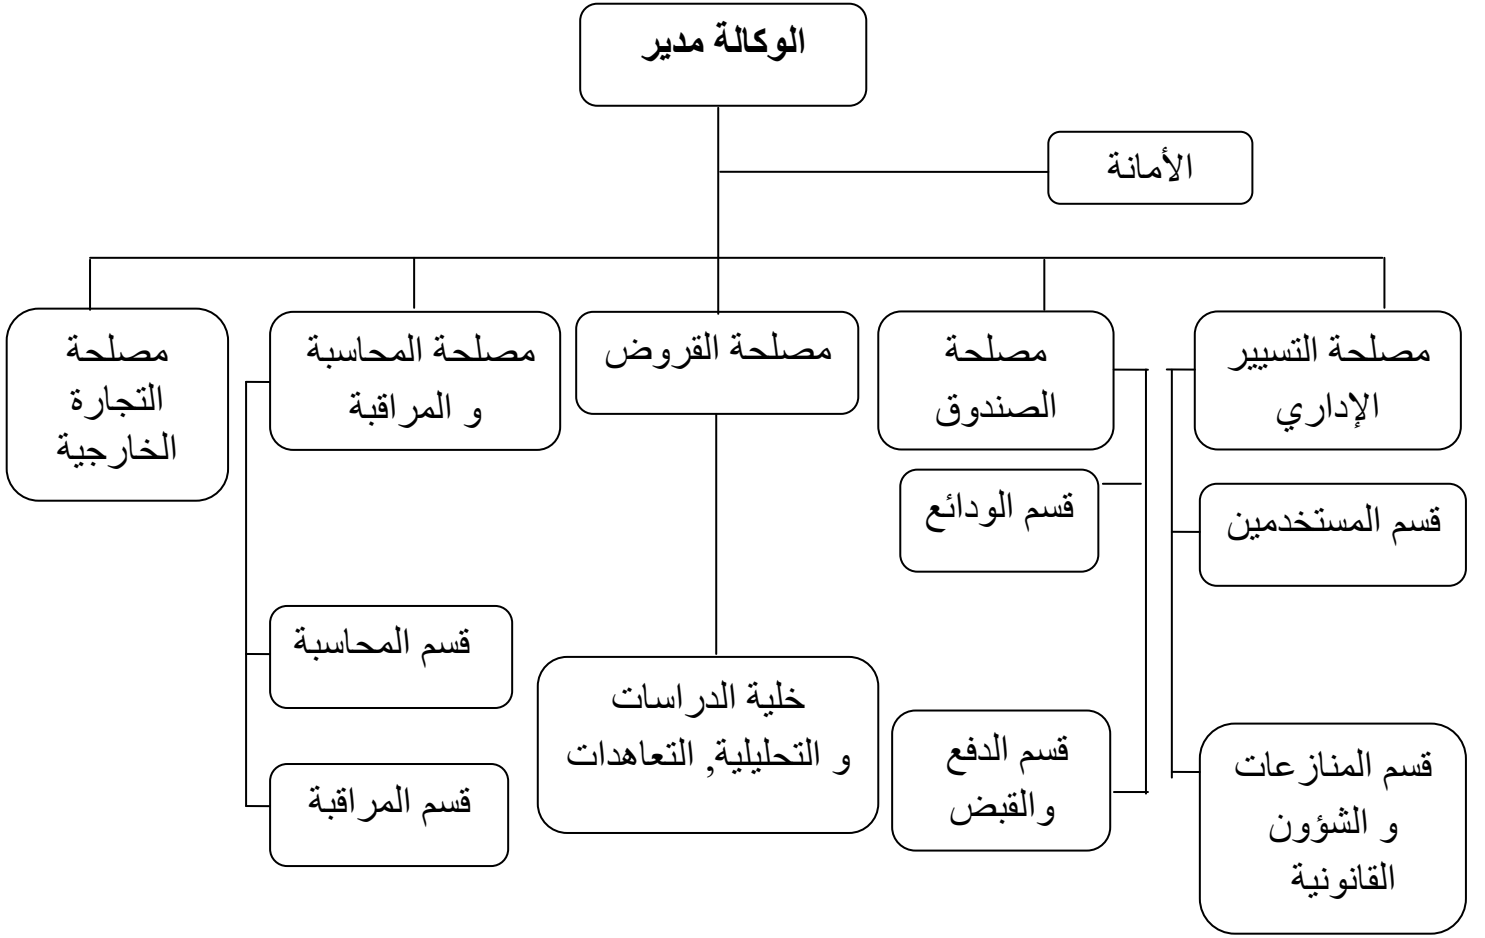 الوكالة مدير
الأمانة
مصلحة التسيير
الإداري
مصلحة
الصندوق
مصلحة القروض
مصلحة المحاسبة
و المراقبة
مصلحة
التجارة
الخارجية
قسم المستخدمين
قسم الودائع
قسم المحاسبة
خلية الدراسات
و التحليلية, التعاهدات
قسم الدفع
والقبض
قسم المنازعات
و الشؤون
القانونية
قسم المراقبة